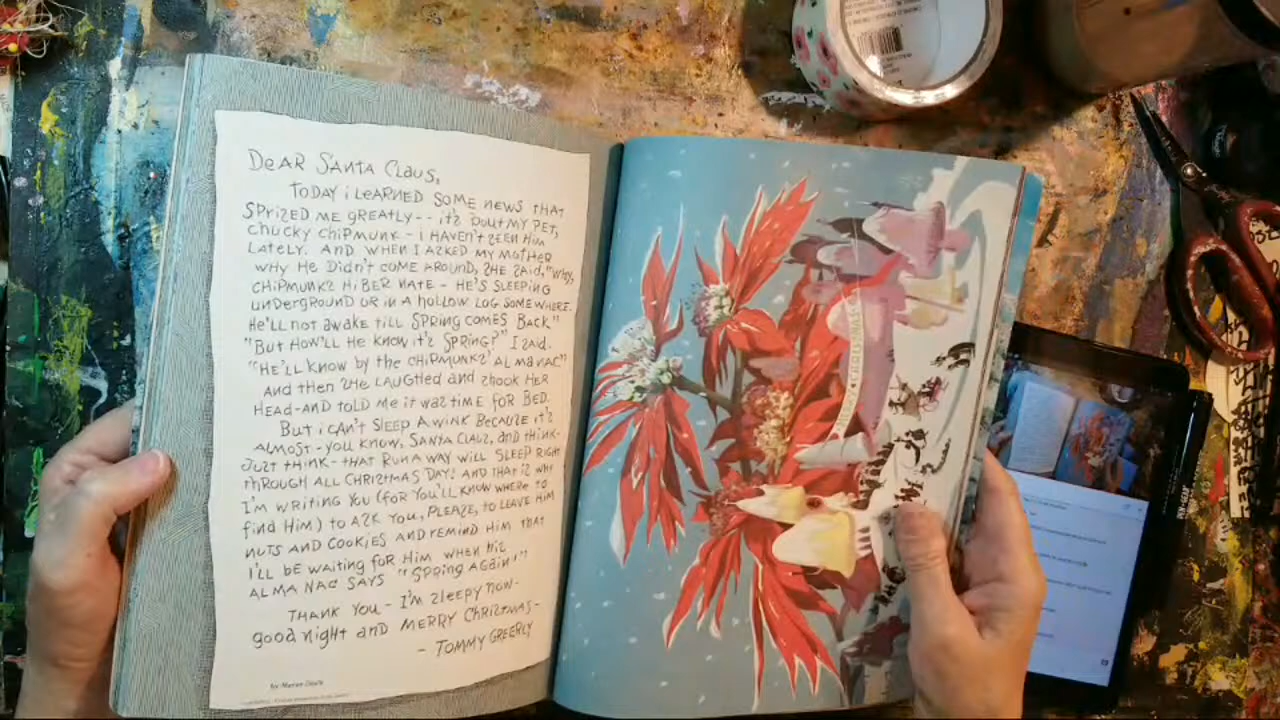 DEAR SANTA CLAUS,
TODAY I LEARNED SOME NEWS THAT
SPRIZED ME GREATLY-- IT'S 'BOUT MY PET,
CHUCKY CHIPMUNK - I HAVEN'T SEEN HIM
LATELY. AND WHEN I ASKED MY MOTHER
WHY HE DIDN'T COME AROUND, SHE SAID, "WHY,
CHIPMUNKS HIBER NATE - HE'S SLEEPING
UNDERGROUND OR IN A HOLLOW LOG SOMEWHERE.
HE'LL NOT AWAKE TILL SPRING COMES BACK"
"BUT HOW'LL HE KNOW IT'S SPRING?" I SAID.
"HE'LL KNOW BY THE CHIPMUNKS' ALMANAC"
AND THEN SHE LAUGHED AND SHOOK HER
HEAD-AND TOLD ME IT WAS TIME FOR BED.
BUT I CAN'T SLEEP A WINK BECAUSE IT'S
ALMOST - YOU KNOW, SANTA CLAUS, AND THINK-
JUST THINK - THAT RUNAWAY WILL SLEEP RIGHT
THROUGH ALL CHRISTMAS DAY! AND THAT IS WHY
I'M WRITING YOU (FOR YOU'LL KNOW WHERE TO
FIND HIM) TO ASK YOU, PLEASE, TO LEAVE HIM
NUTS AND COOKIES AND REMIND HIM THAT
I'LL BE WAITING FOR HIM WHEN HIS
ALMANAC SAYS "SPRING AGAIN!"
THANK YOU - I'M SLEEPY NOW-
GOOD NIGHT AND MERRY CHRISTMAS-
- TOMMY GREERLY
by Marian Doyle
CHRISTMAS